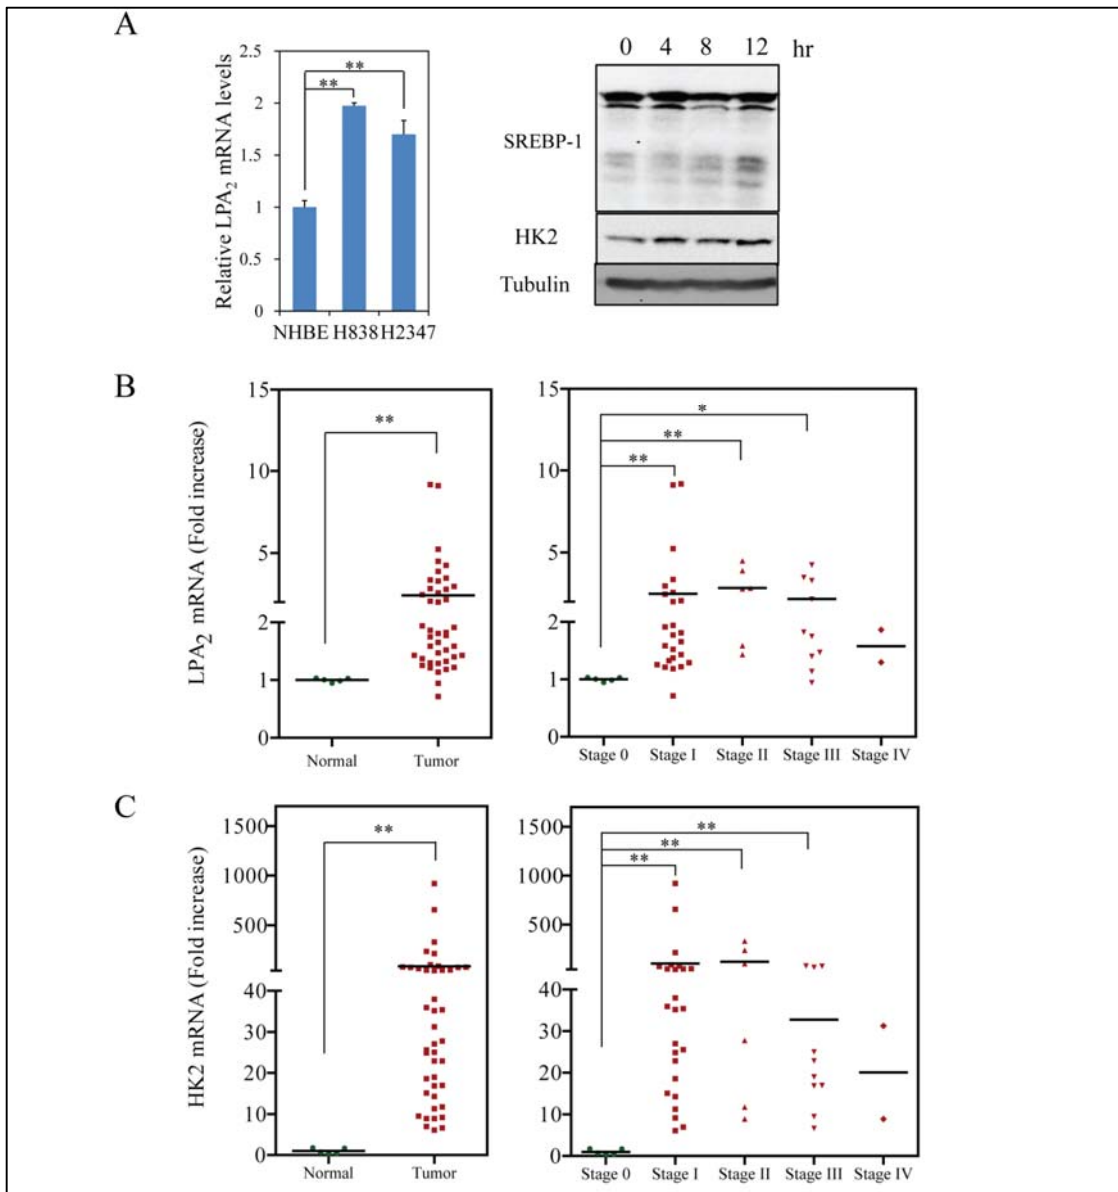 A
Relative LPA₂ mRNA levels
2.5
2
1.5
1
0.5
0
** **
NHBE H838 H2347
0 4 8 12 hr
SREBP-1
HK2
Tubulin
B
LPA₂ mRNA (Fold increase)
15
10
5
2
1
0
**
Normal Tumor
15
10
5
2
1
0
*
**
**
Stage 0 Stage I Stage II Stage III Stage IV
C
HK2 mRNA (Fold increase)
1500
1000
500
40
30
20
10
0
**
Normal Tumor
1500
1000
500
40
30
20
10
0
**
**
**
Stage 0 Stage I Stage II Stage III Stage IV